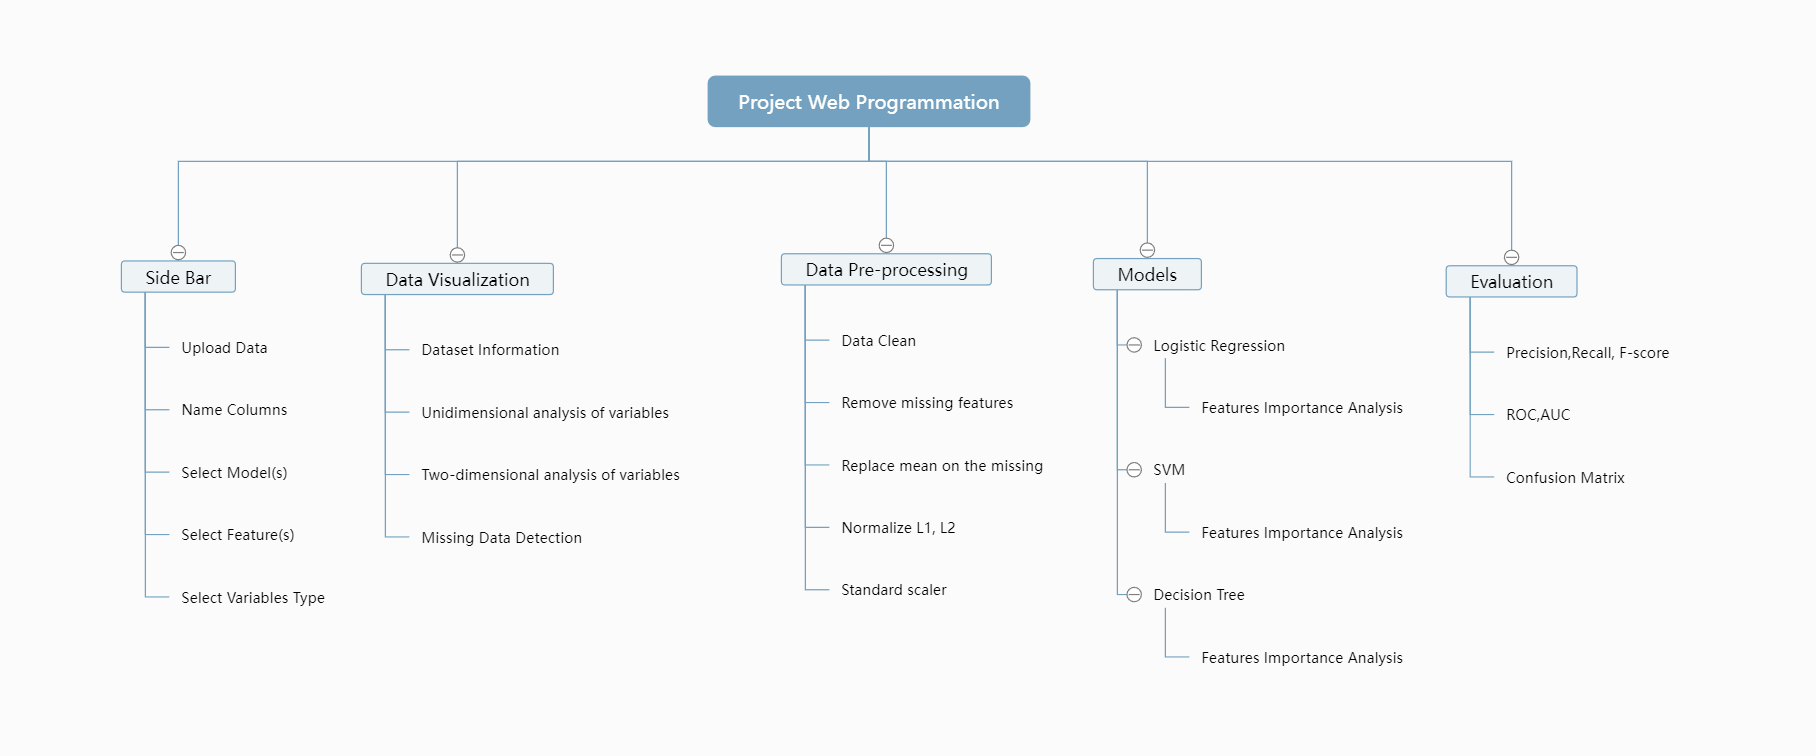 Project Web Programmation
Side Bar
Upload Data
Name Columns
Select Model(s)
Select Feature(s)
Select Variables Type
Data Visualization
Dataset Information
Unidimensional analysis of variables
Two-dimensional analysis of variables
Missing Data Detection
Data Pre-processing
Data Clean
Remove missing features
Replace mean on the missing
Normalize L1, L2
Standard scaler
Models
Logistic Regression
Features Importance Analysis
SVM
Features Importance Analysis
Decision Tree
Features Importance Analysis
Evaluation
Precision,Recall, F-score
ROC,AUC
Confusion Matrix